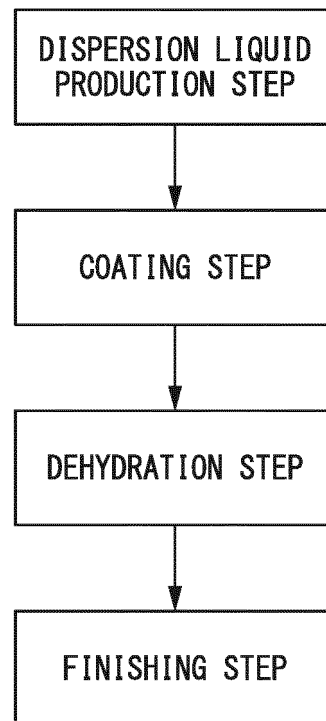 DISPERSION LIQUID
PRODUCTION STEP
COATING STEP
DEHYDRATION STEP
FINISHING STEP